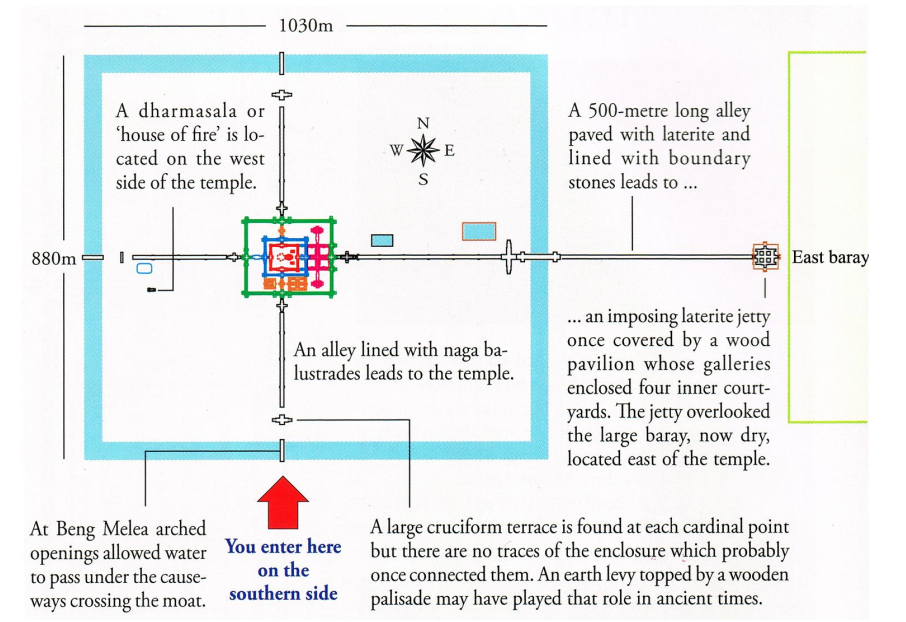 1030m
A dharmasala or
‘house of fire’ is lo-
cated on the west
side of the temple.
N
W E
S
A 500-metre long alley
paved with laterite and
lined with boundary
stones leads to ...
880m
East baray
... an imposing laterite jetty
once covered by a wood
pavilion whose galleries
enclosed four inner court-
yards. The jetty overlooked
the large baray, now dry,
located east of the temple.
An alley lined with naga ba-
lustrades leads to the temple.
At Beng Melea arched
openings allowed water
to pass under the cause-
ways crossing the moat.
You enter here
on the
southern side
A large cruciform terrace is found at each cardinal point
but there are no traces of the enclosure which probably
once connected them. An earth levy topped by a wooden
palisade may have played that role in ancient times.